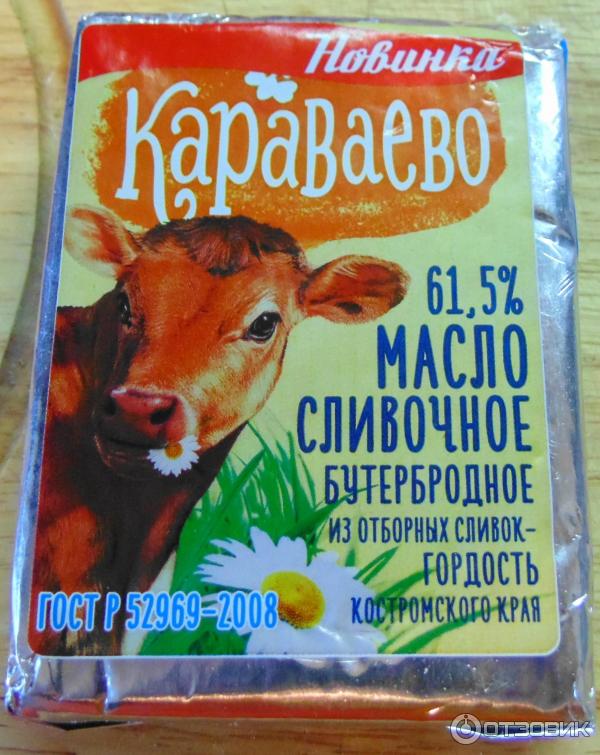 Новинка
Караваево
61,5%
МАСЛО
СЛИВОЧНОЕ
БУТЕРБРОДНОЕ
ИЗ ОТБОРНЫХ СЛИВОК-
ГОРДОСТЬ
КОСТРОМСКОГО КРАЯ
ГОСТ Р 52969-2008
ОТЗОВИК